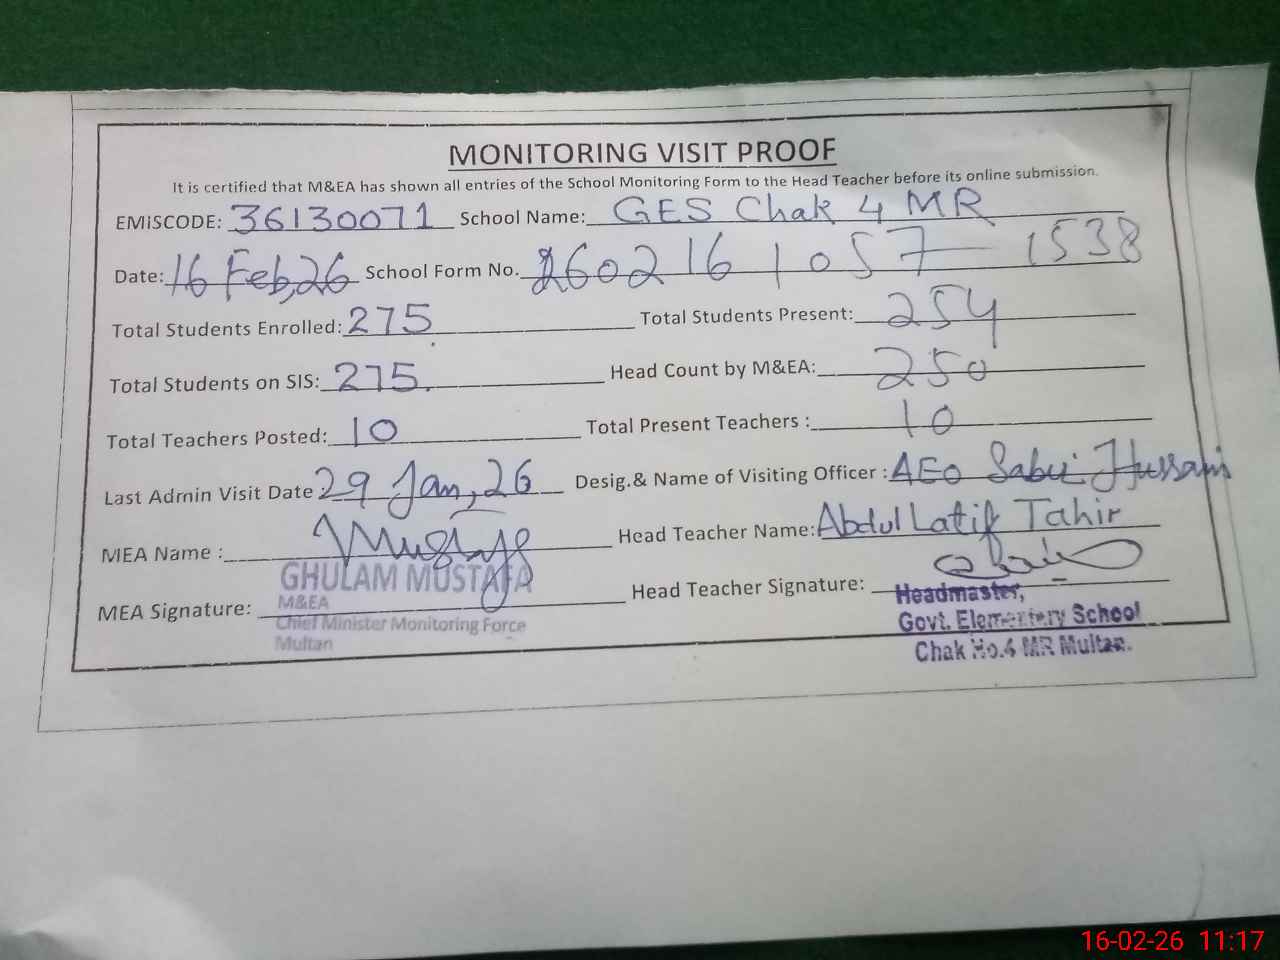 MONITORING VISIT PROOF
It is certified that M&EA has shown all entries of the School Monitoring Form to the Head Teacher before its online submission.
EMiSCODE: 36130071 School Name: GES Chak 4 MR
Date: 16 Feb,26 School Form No. 2602161057 — 1538
Total Students Enrolled: 275 Total Students Present: 254
Total Students on SIS: 275. Head Count by M&EA: 250
Total Teachers Posted: 10 Total Present Teachers : 10
Last Admin Visit Date 29 Jan, 26 Desig.& Name of Visiting Officer : AEO Hussain
MEA Name : Mustafa Head Teacher Name: Abdul Latif Tahir
MEA Signature: Head Teacher Signature:
GHULAM MUSTAFA
M&EA
Chief Minister Monitoring Force
Multan
Headmaster,
Govt. Elementery School
Chak No.4 MR Multan.
16-02-26 11:17